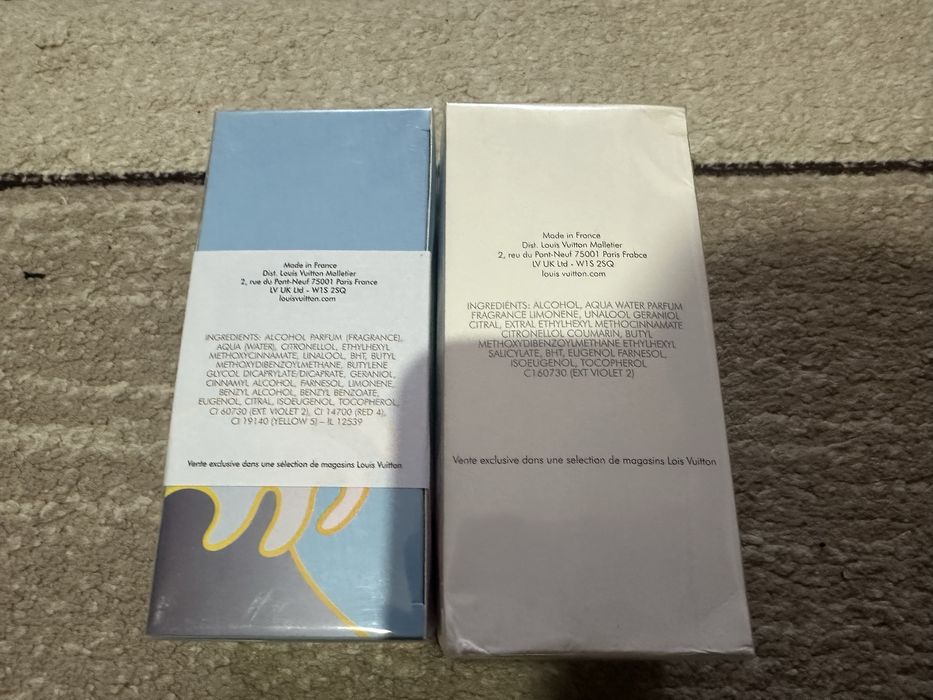 Made in France
Dist. Louis Vuitton Malletier
2, rue du Pont-Neuf 75001 Paris France
LV UK Ltd - W1S 2SQ
louisvuitton.com
INGREDIENTS: ALCOHOL PARFUM (FRAGRANCE),
AQUA (WATER), CITRONELLOL, ETHYLHEXYL
METHOXYCINNAMATE, LINALOOL, BHT, BUTYL
METHOXYDIBENZOYLMETHANE, BUTYLENE
GLYCOL DICAPRYLATE/DICAPRATE, GERANIOL,
CINNAMYL ALCOHOL, FARNESOL, LIMONENE,
BENZYL ALCOHOL, BENZYL BENZOATE,
EUGENOL, CITRAL, ISOEUGENOL, TOCOPHEROL,
CI 60730 (EXT. VIOLET 2), CI 14700 (RED 4),
CI 19140 (YELLOW 5) – IL 12539
Vente exclusive dans une sélection de magasins Louis Vuitton
Made in France
Dist. Louis Vuitton Malletier
2, reu du Pont-Neuf 75001 Paris Frabce
LV UK Ltd - W1S 2SQ
louis vuitton.com
INGREDIENTS: ALCOHOL, AQUA WATER PARFUM
FRAGRANCE LIMONENE, UNALOOL GERANIOL
CITRAL, EXTRAL ETHYLHEXYL METHOCINNAMATE
CITRONELLOL COUMARIN, BUTYL
METHOXYDIBENZOYLMETHANE ETHYLHEXYL
SALICYLATE, BHT, EUGENOL FARNESOL,
ISOEUGENOL, TOCOPHEROL
C160730 (EXT VIOLET 2)
Vente exclusive dans une selection de magasins Lois Vuitton